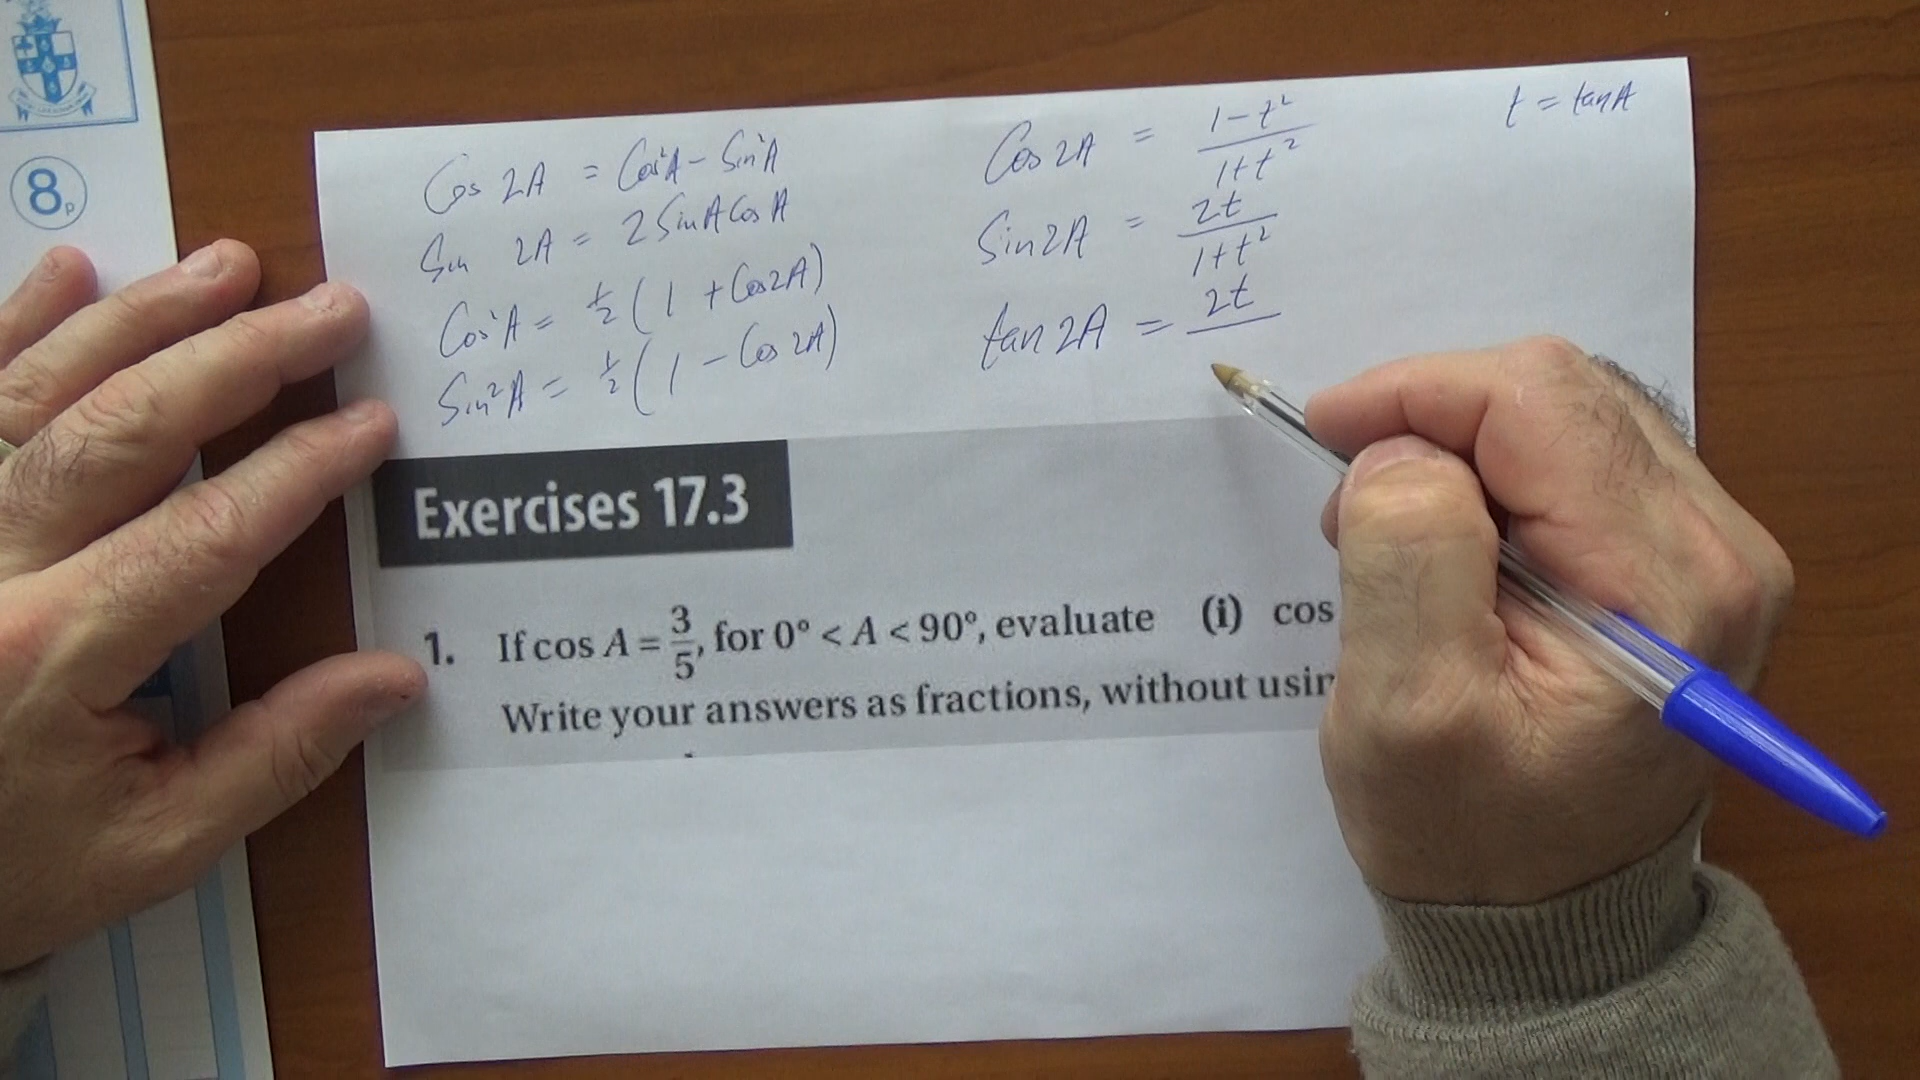 8p
Cos 2A = Cos²A - Sin²A
Sin 2A = 2 SinA CosA
Cos²A = ½ (1 + Cos2A)
Sin²A = ½ (1 - Cos 2A)
Cos 2A = 1-t² / 1+t²
Sin 2A = 2t / 1+t²
tan 2A = 2t
t = tanA
Exercises 17.3
1. If cos A = 3/5, for 0° < A < 90°, evaluate (i) cos
Write your answers as fractions, without